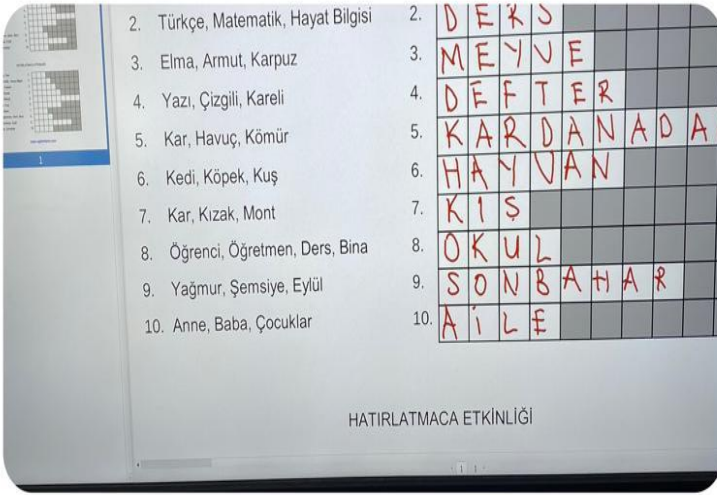 2. Türkçe, Matematik, Hayat Bilgisi 2. DERS
3. Elma, Armut, Karpuz 3. MEYVE
4. Yazı, Çizgili, Kareli 4. DEFTER
5. Kar, Havuç, Kömür 5. KARDANADA
6. Kedi, Köpek, Kuş 6. HAYVAN
7. Kar, Kızak, Mont 7. KIŞ
8. Öğrenci, Öğretmen, Ders, Bina 8. OKUL
9. Yağmur, Şemsiye, Eylül 9. SONBAHAR
10. Anne, Baba, Çocuklar 10. AİLE
HATIRLATMACA ETKİNLİĞİ
1